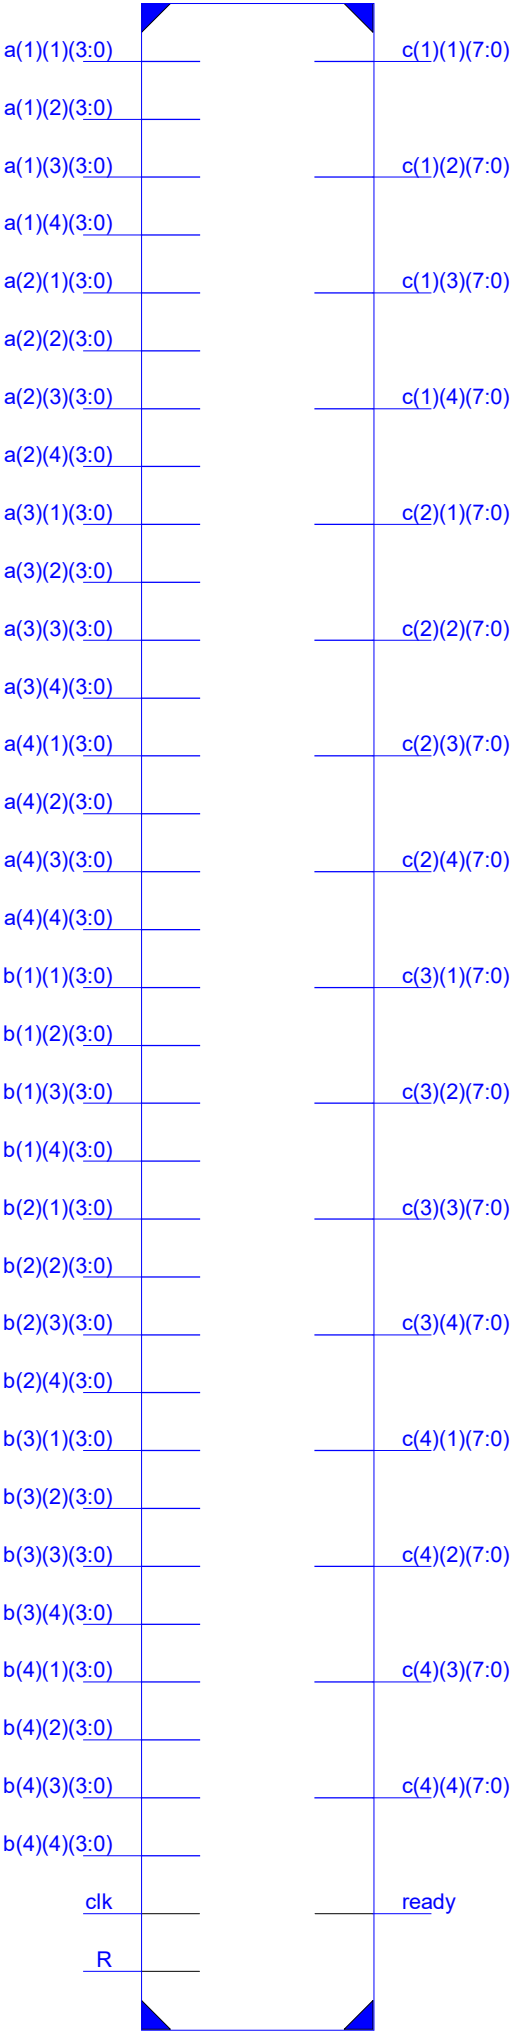 a(1)(1)(3:0) c(1)(1)(7:0)
a(1)(2)(3:0)
a(1)(3)(3:0) c(1)(2)(7:0)
a(1)(4)(3:0)
a(2)(1)(3:0) c(1)(3)(7:0)
a(2)(2)(3:0)
a(2)(3)(3:0) c(1)(4)(7:0)
a(2)(4)(3:0)
a(3)(1)(3:0) c(2)(1)(7:0)
a(3)(2)(3:0)
a(3)(3)(3:0) c(2)(2)(7:0)
a(3)(4)(3:0)
a(4)(1)(3:0) c(2)(3)(7:0)
a(4)(2)(3:0)
a(4)(3)(3:0) c(2)(4)(7:0)
a(4)(4)(3:0)
b(1)(1)(3:0) c(3)(1)(7:0)
b(1)(2)(3:0)
b(1)(3)(3:0) c(3)(2)(7:0)
b(1)(4)(3:0)
b(2)(1)(3:0) c(3)(3)(7:0)
b(2)(2)(3:0)
b(2)(3)(3:0) c(3)(4)(7:0)
b(2)(4)(3:0)
b(3)(1)(3:0) c(4)(1)(7:0)
b(3)(2)(3:0)
b(3)(3)(3:0) c(4)(2)(7:0)
b(3)(4)(3:0)
b(4)(1)(3:0) c(4)(3)(7:0)
b(4)(2)(3:0)
b(4)(3)(3:0) c(4)(4)(7:0)
b(4)(4)(3:0)
clk ready
R